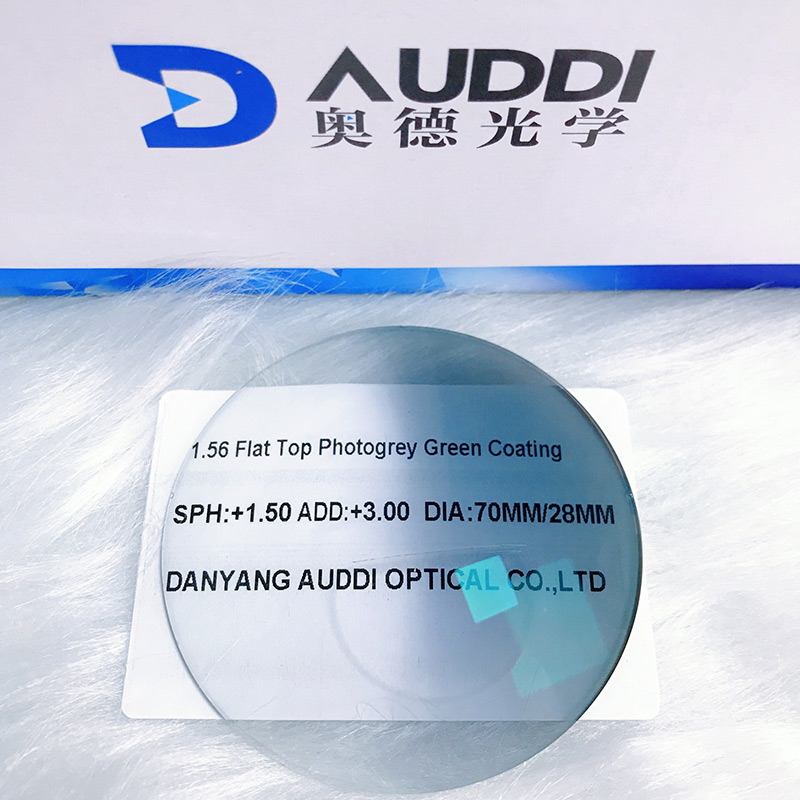 AUDDI
奥德光学
1.56 Flat Top Photogrey Green Coating
SPH:+1.50 ADD:+3.00 DIA:70MM/28MM
DANYANG AUDDI OPTICAL CO.,LTD